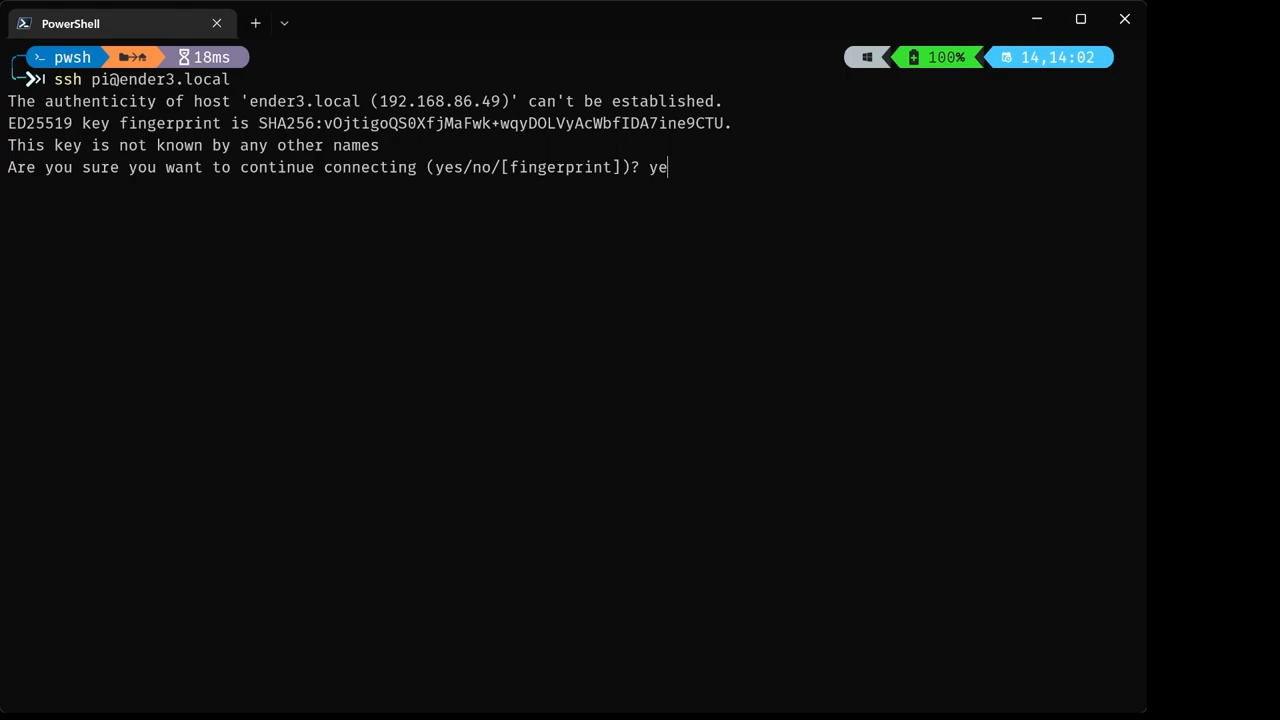 PowerShell
pwsh 18ms 100% 14,14:02
ssh pi@ender3.local
The authenticity of host 'ender3.local (192.168.86.49)' can't be established.
ED25519 key fingerprint is SHA256:vOjtigoQS0XfjMaFwk+wqyDOLVyAcWbfIDA7ine9CTU.
This key is not known by any other names
Are you sure you want to continue connecting (yes/no/[fingerprint])? ye